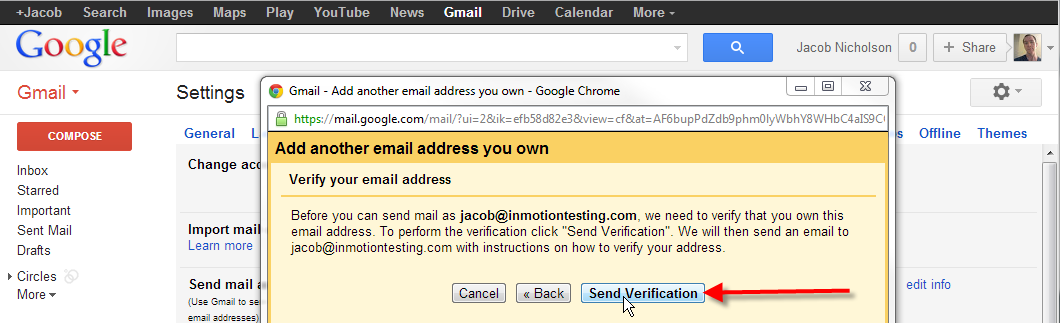 +Jacob Search Images Maps Play YouTube News Gmail Drive Calendar More
Google
Jacob Nicholson 0 + Share
Gmail
Settings
Gmail - Add another email address you own - Google Chrome
https://mail.google.com/mail/?ui=2&ik=efb58d82e3&view=cf&at=
COMPOSE
General
Offline Themes
Add another email address you own
Inbox
Starred
Important
Sent Mail
Drafts
Circles
More
Change acc
Import mail
Learn more
Send mail a
(Use Gmail to se
email addresses)
Verify your email address
Before you can send mail as jacob@inmotiontesting.com, we need to verify that you own this
email address. To perform the verification click "Send Verification". We will then send an email to
jacob@inmotiontesting.com with instructions on how to verify your address.
Cancel « Back Send Verification
edit info